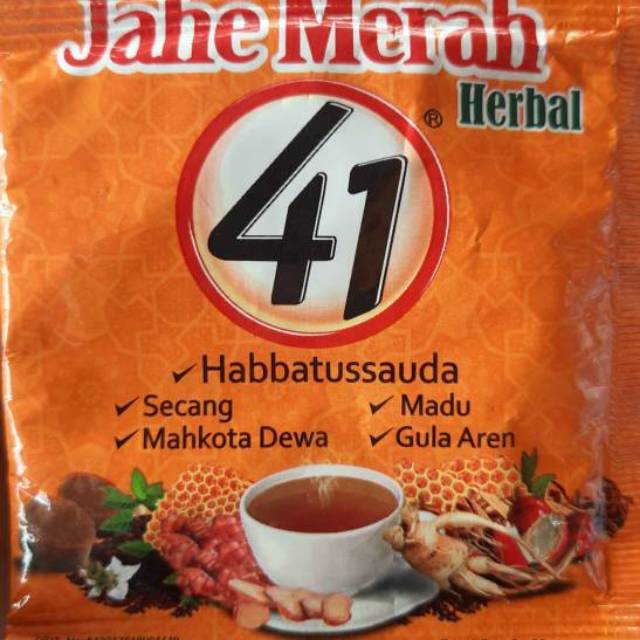 Jahe Merah
Herbal
41
®
✓ Habbatussauda
✓ Secang ✓ Madu
✓ Mahkota Dewa ✓ Gula Aren